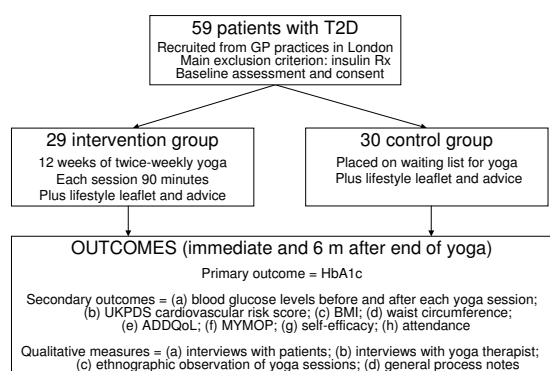 59 patients with T2D
Recruited from GP practices in London
Main exclusion criterion: insulin Rx
Baseline assessment and consent
29 intervention group
12 weeks of twice-weekly yoga
Each session 90 minutes
Plus lifestyle leaflet and advice
30 control group
Placed on waiting list for yoga
Plus lifestyle leaflet and advice
OUTCOMES (immediate and 6 m after end of yoga)
Primary outcome = HbA1c
Secondary outcomes = (a) blood glucose levels before and after each yoga session;
(b) UKPDS cardiovascular risk score; (c) BMI; (d) waist circumference;
(e) ADDQoL; (f) MYMOP; (g) self-efficacy; (h) attendance
Qualitative measures = (a) interviews with patients; (b) interviews with yoga therapist;
(c) ethnographic observation of yoga sessions; (d) general process notes